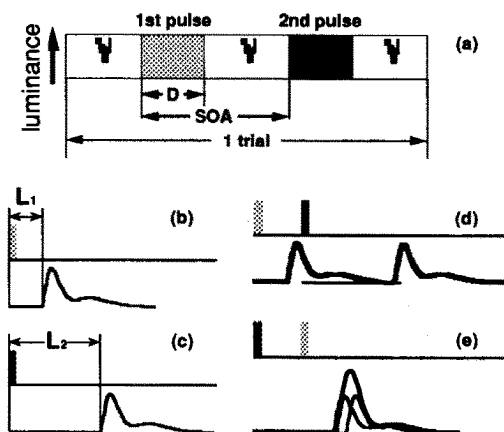 1st pulse
2nd pulse
(a)
luminance
D
SOA
1 trial
L1
(b)
(d)
L2
(c)
(e)